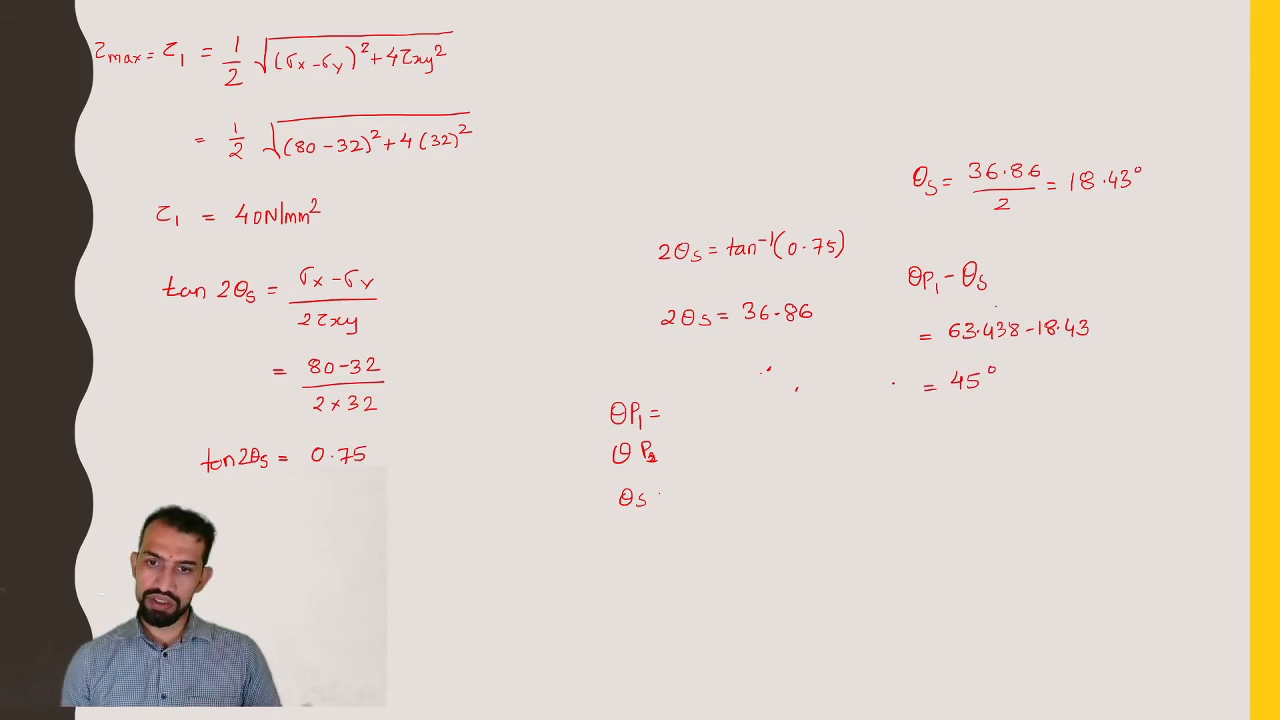 τmax = τ1 = 1/2 √(σx - σy)² + 4τxy²
= 1/2 √(80 - 32)² + 4(32)²
τ1 = 40N/mm²
tan 2θs = σx - σy / 2τxy
= 80 - 32 / 2 × 32
tan2θs = 0.75
2θs = tan⁻¹(0.75)
2θs = 36.86
θP1 =
θP2
θs
θs = 36.86 / 2 = 18.43°
θP1 - θs
= 63.438 - 18.43
= 45°